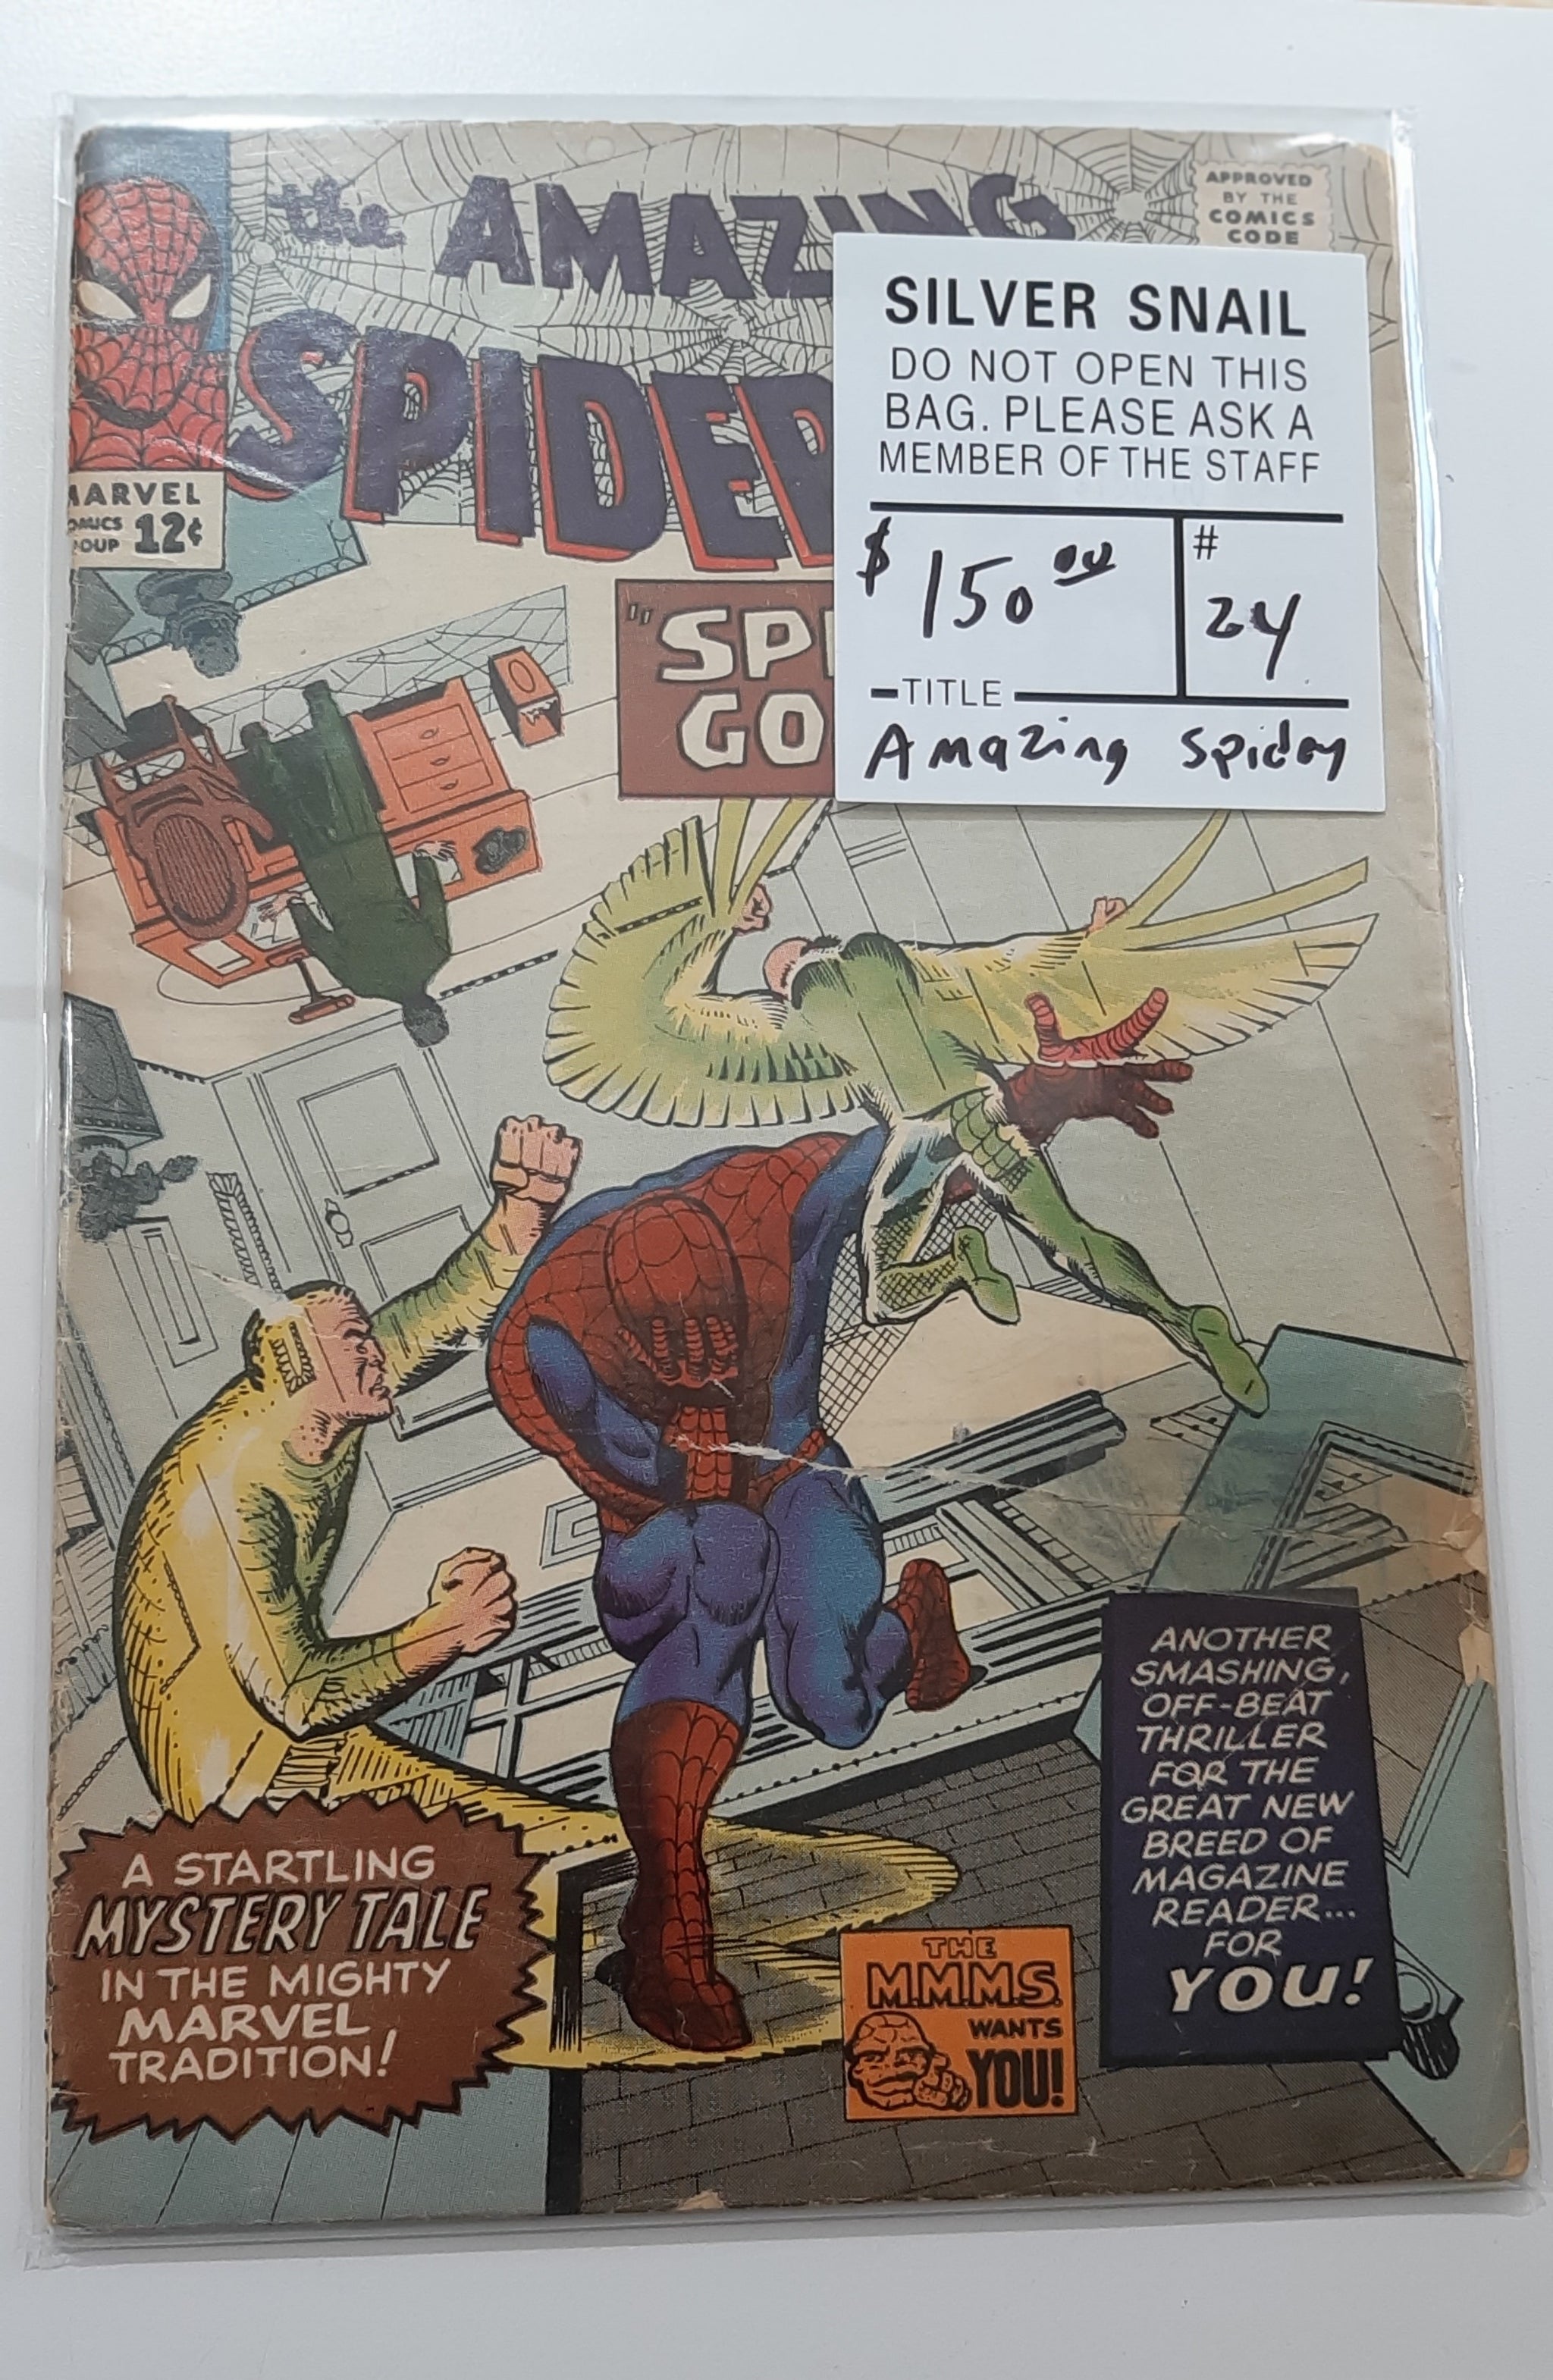 the AMAZING
SPIDER
APPROVED
BY THE
COMICS
CODE
MARVEL
COMICS
GROUP 12¢
SILVER SNAIL
DO NOT OPEN THIS
BAG. PLEASE ASK A
MEMBER OF THE STAFF
$ 150.00
#
24
TITLE
Amazing Spidey
"SPI
GO
A STARTLING
MYSTERY TALE
IN THE MIGHTY
MARVEL
TRADITION!
THE
M.M.M.S.
WANTS
YOU!
ANOTHER
SMASHING,
OFF-BEAT
THRILLER
FOR THE
GREAT NEW
BREED OF
MAGAZINE
READER...
FOR
YOU!